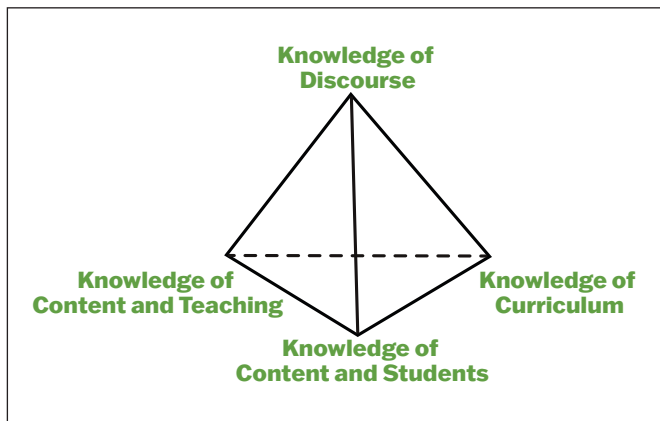 Knowledge of
Discourse
Knowledge of
Content and Teaching
Knowledge of
Curriculum
Knowledge of
Content and Students